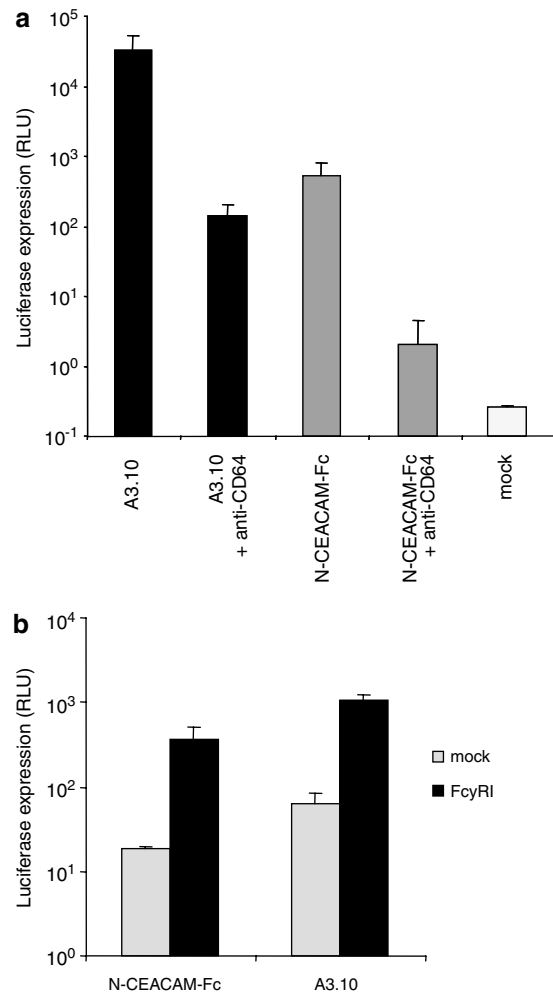 a
Luciferase expression (RLU)
10^5
10^4
10^3
10^2
10^1
10^0
10^-1
A3.10
A3.10
+ anti-CD64
N-CEACAM-Fc
N-CEACAM-Fc
+ anti-CD64
mock
b
Luciferase expression (RLU)
10^4
10^3
10^2
10^1
10^0
N-CEACAM-Fc
A3.10
mock
FcyRI